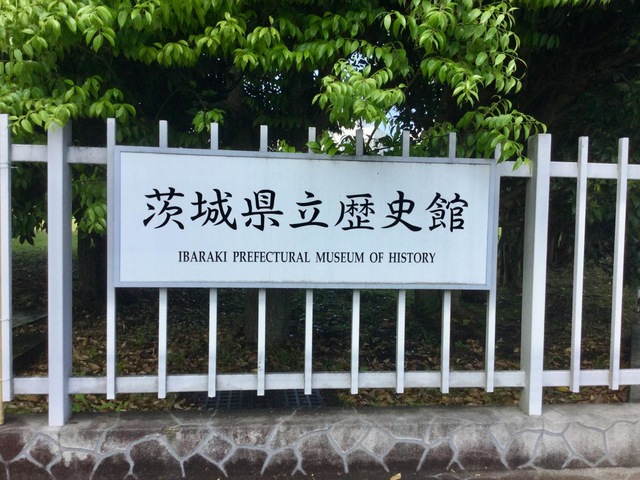 茨城県立歴史館
IBARAKI PREFECTURAL MUSEUM OF HISTORY